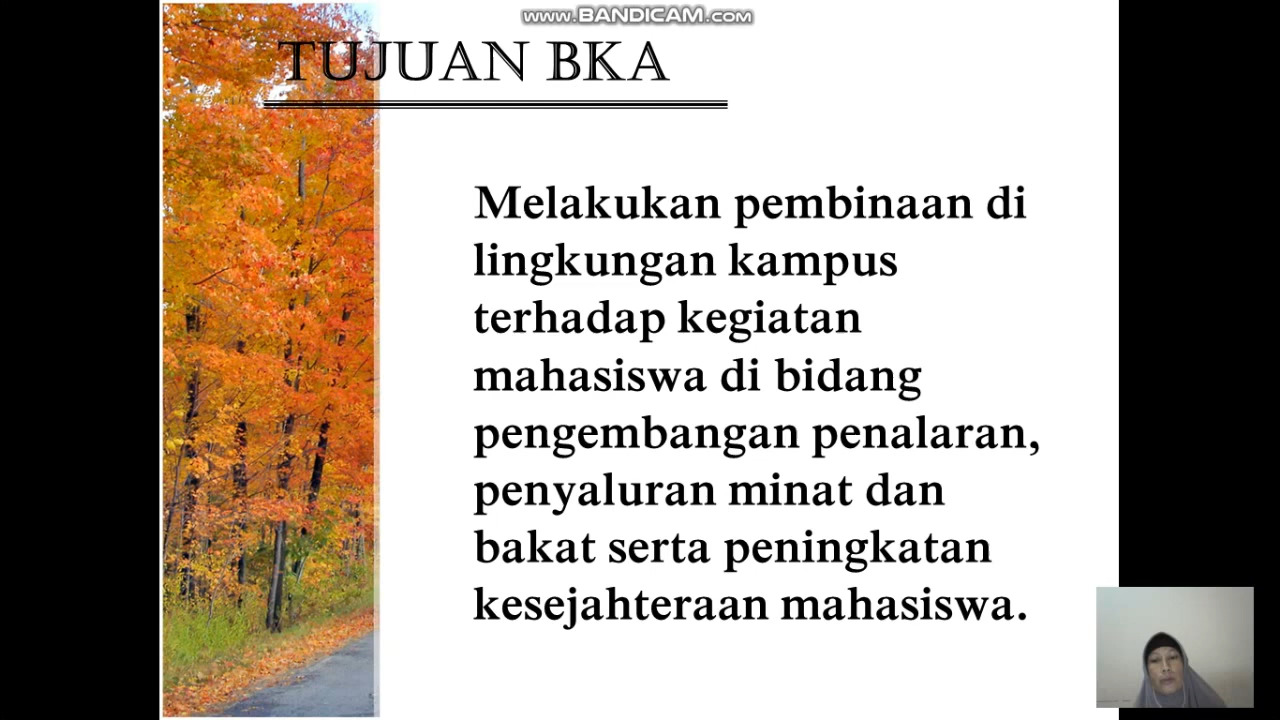 www.BANDICAM.com
TUJUAN BKA
Melakukan pembinaan di
lingkungan kampus
terhadap kegiatan
mahasiswa di bidang
pengembangan penalaran,
penyaluran minat dan
bakat serta peningkatan
kesejahteraan mahasiswa.